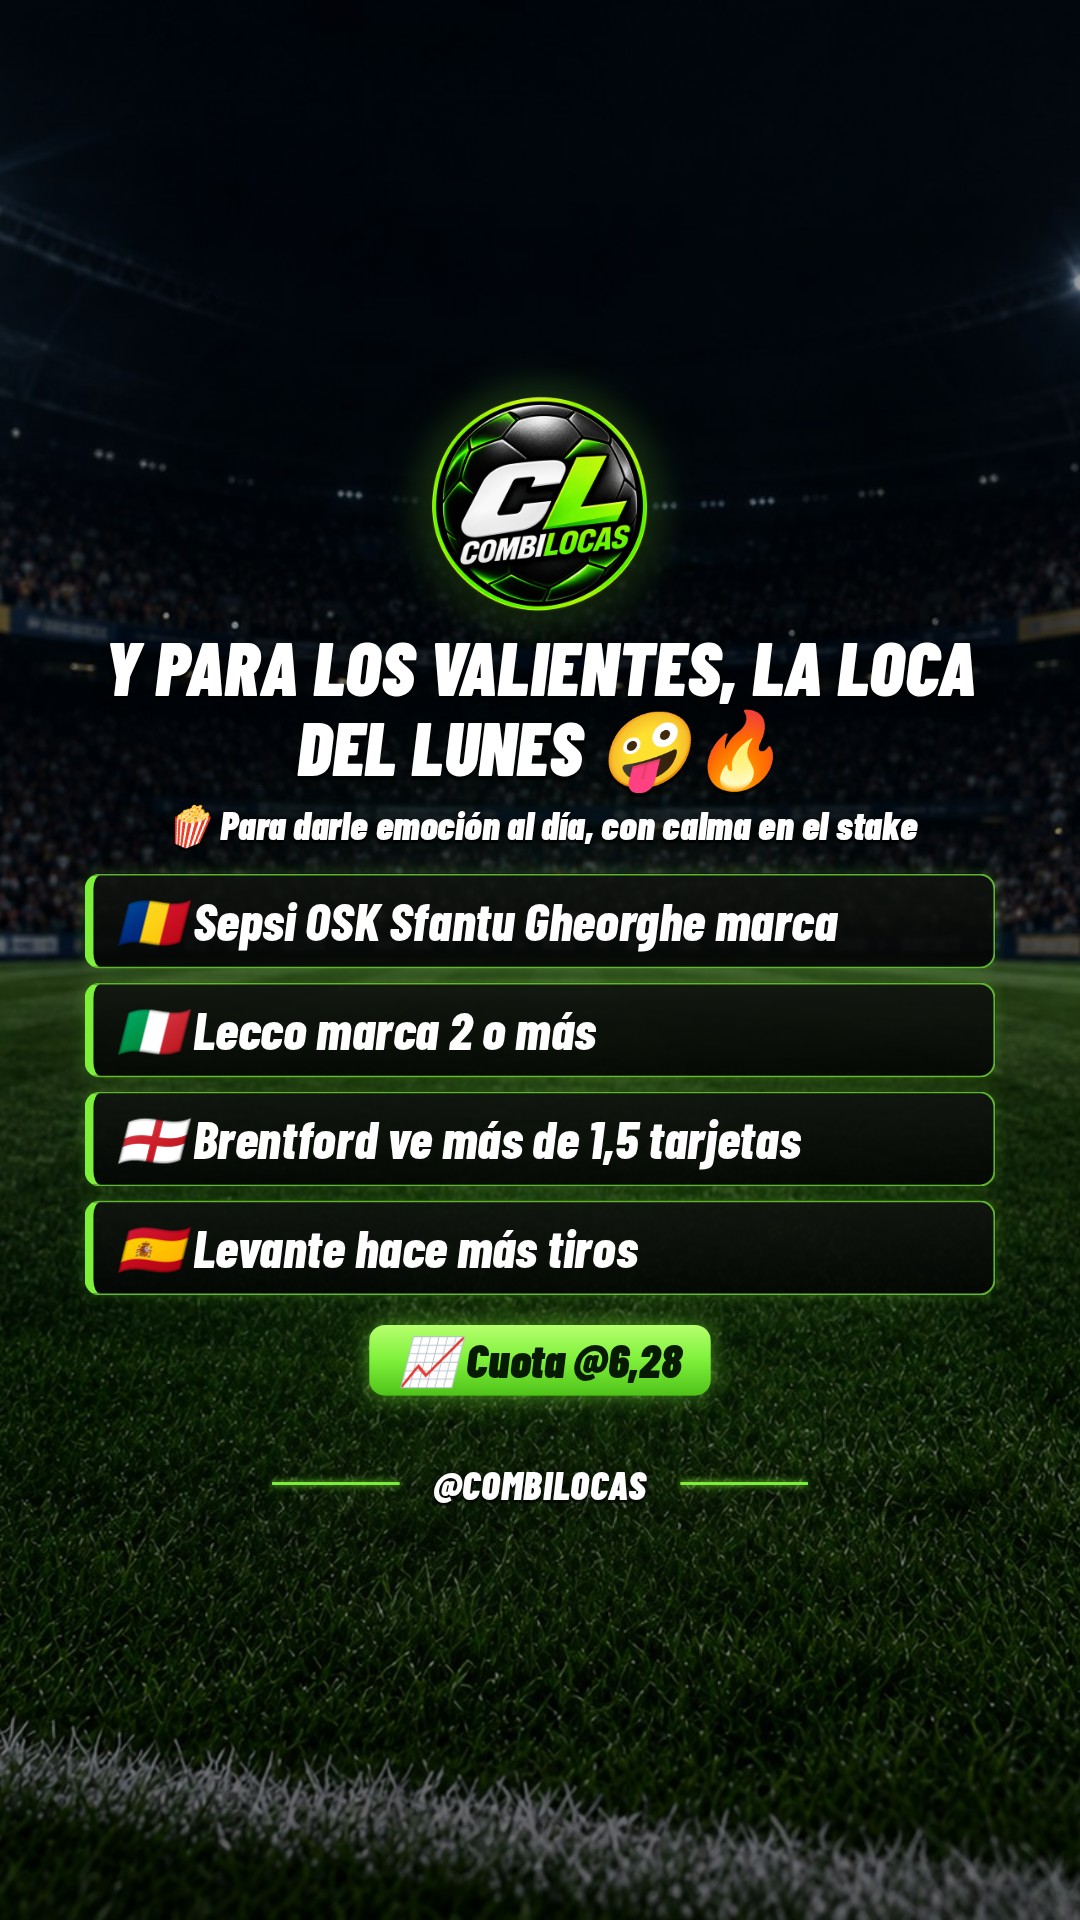 CL
COMBILOCAS
Y PARA LOS VALIENTES, LA LOCA
DEL LUNES 🤪🔥
🍿 Para darle emoción al día, con calma en el stake
🇷🇴 Sepsi OSK Sfantu Gheorghe marca
🇮🇹 Lecco marca 2 o más
🏴󠁧󠁢󠁥󠁮󠁧󠁿 Brentford ve más de 1,5 tarjetas
🇪🇸 Levante hace más tiros
📈 Cuota @6,28
@COMBILOCAS